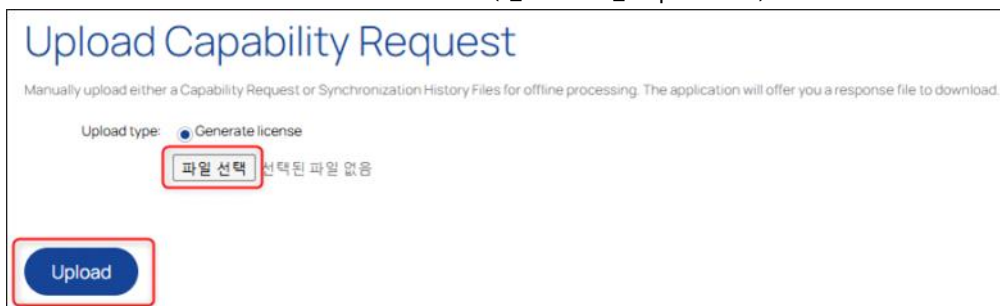 Upload Capability Request
Manually upload either a Capability Request or Synchronization History Files for offline processing. The application will offer you a response file to download.
Upload type: Generate license
파일 선택 선택된 파일 없음
Upload